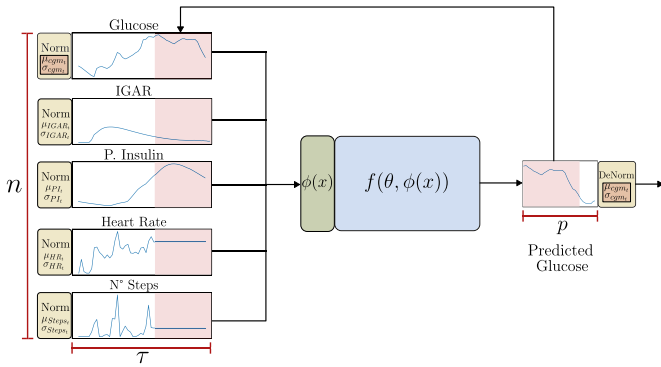 Glucose
Norm
μcgmᵢ
σcgmᵢ
IGAR
Norm
μIGARᵢ
σIGARᵢ
P. Insulin
Norm
μPIᵢ
σPIᵢ
n
ϕ(x)
f(θ, ϕ(x))
DeNorm
μcgmᵢ
σcgmᵢ
p
Predicted
Glucose
Heart Rate
Norm
μHRᵢ
σHRᵢ
N° Steps
Norm
μStepsᵢ
σStepsᵢ
τ